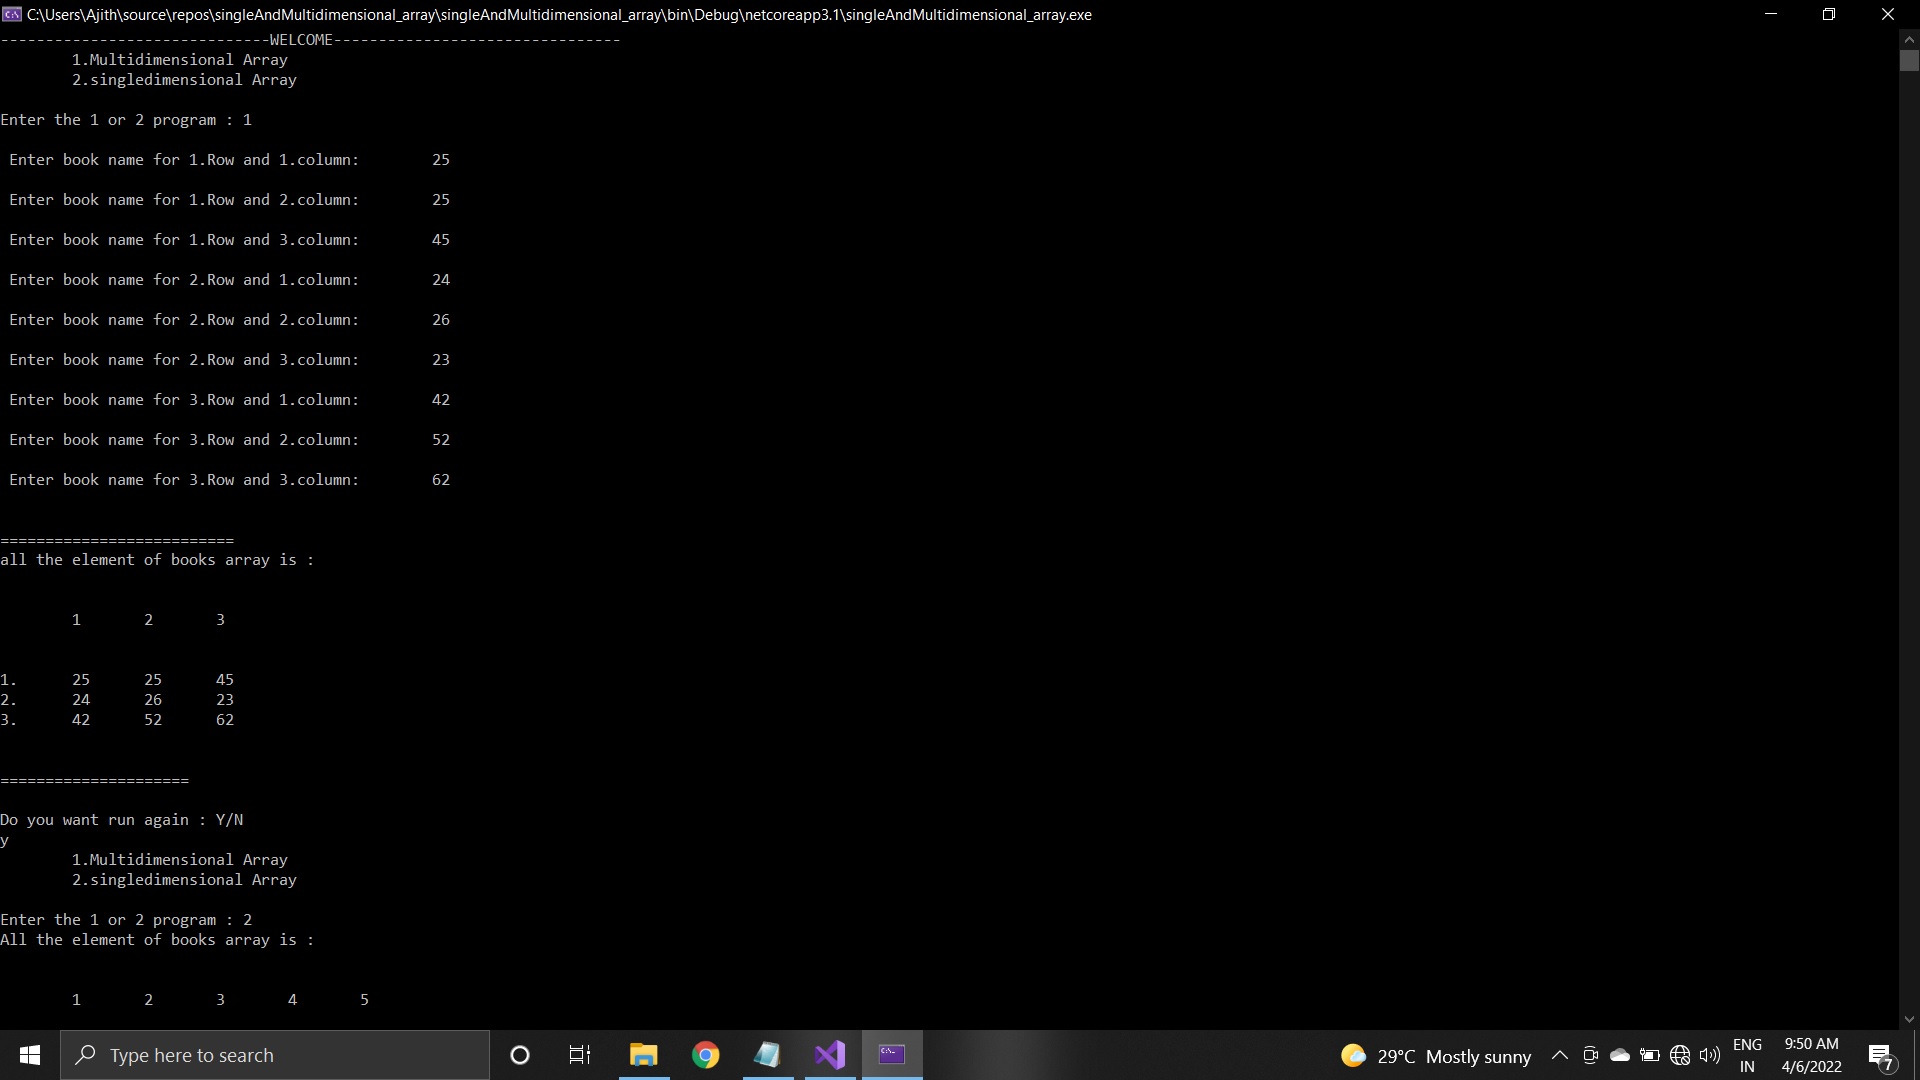 C:\Users\Ajith\source\repos\singleAndMultidimensional_array\singleAndMultidimensional_array\bin\Debug\netcoreapp3.1\singleAndMultidimensional_array.exe
------------------------------WELCOME--------------------------------
1.Multidimensional Array
2.singledimensional Array
Enter the 1 or 2 program : 1
Enter book name for 1.Row and 1.column: 25
Enter book name for 1.Row and 2.column: 25
Enter book name for 1.Row and 3.column: 45
Enter book name for 2.Row and 1.column: 24
Enter book name for 2.Row and 2.column: 26
Enter book name for 2.Row and 3.column: 23
Enter book name for 3.Row and 1.column: 42
Enter book name for 3.Row and 2.column: 52
Enter book name for 3.Row and 3.column: 62
==========================
all the element of books array is :
1 2 3
1. 25 25 45
2. 24 26 23
3. 42 52 62
=====================
Do you want run again : Y/N
y
1.Multidimensional Array
2.singledimensional Array
Enter the 1 or 2 program : 2
All the element of books array is :
1 2 3 4 5
Type here to search
29°C Mostly sunny
ENG
IN
9:50 AM
4/6/2022
7